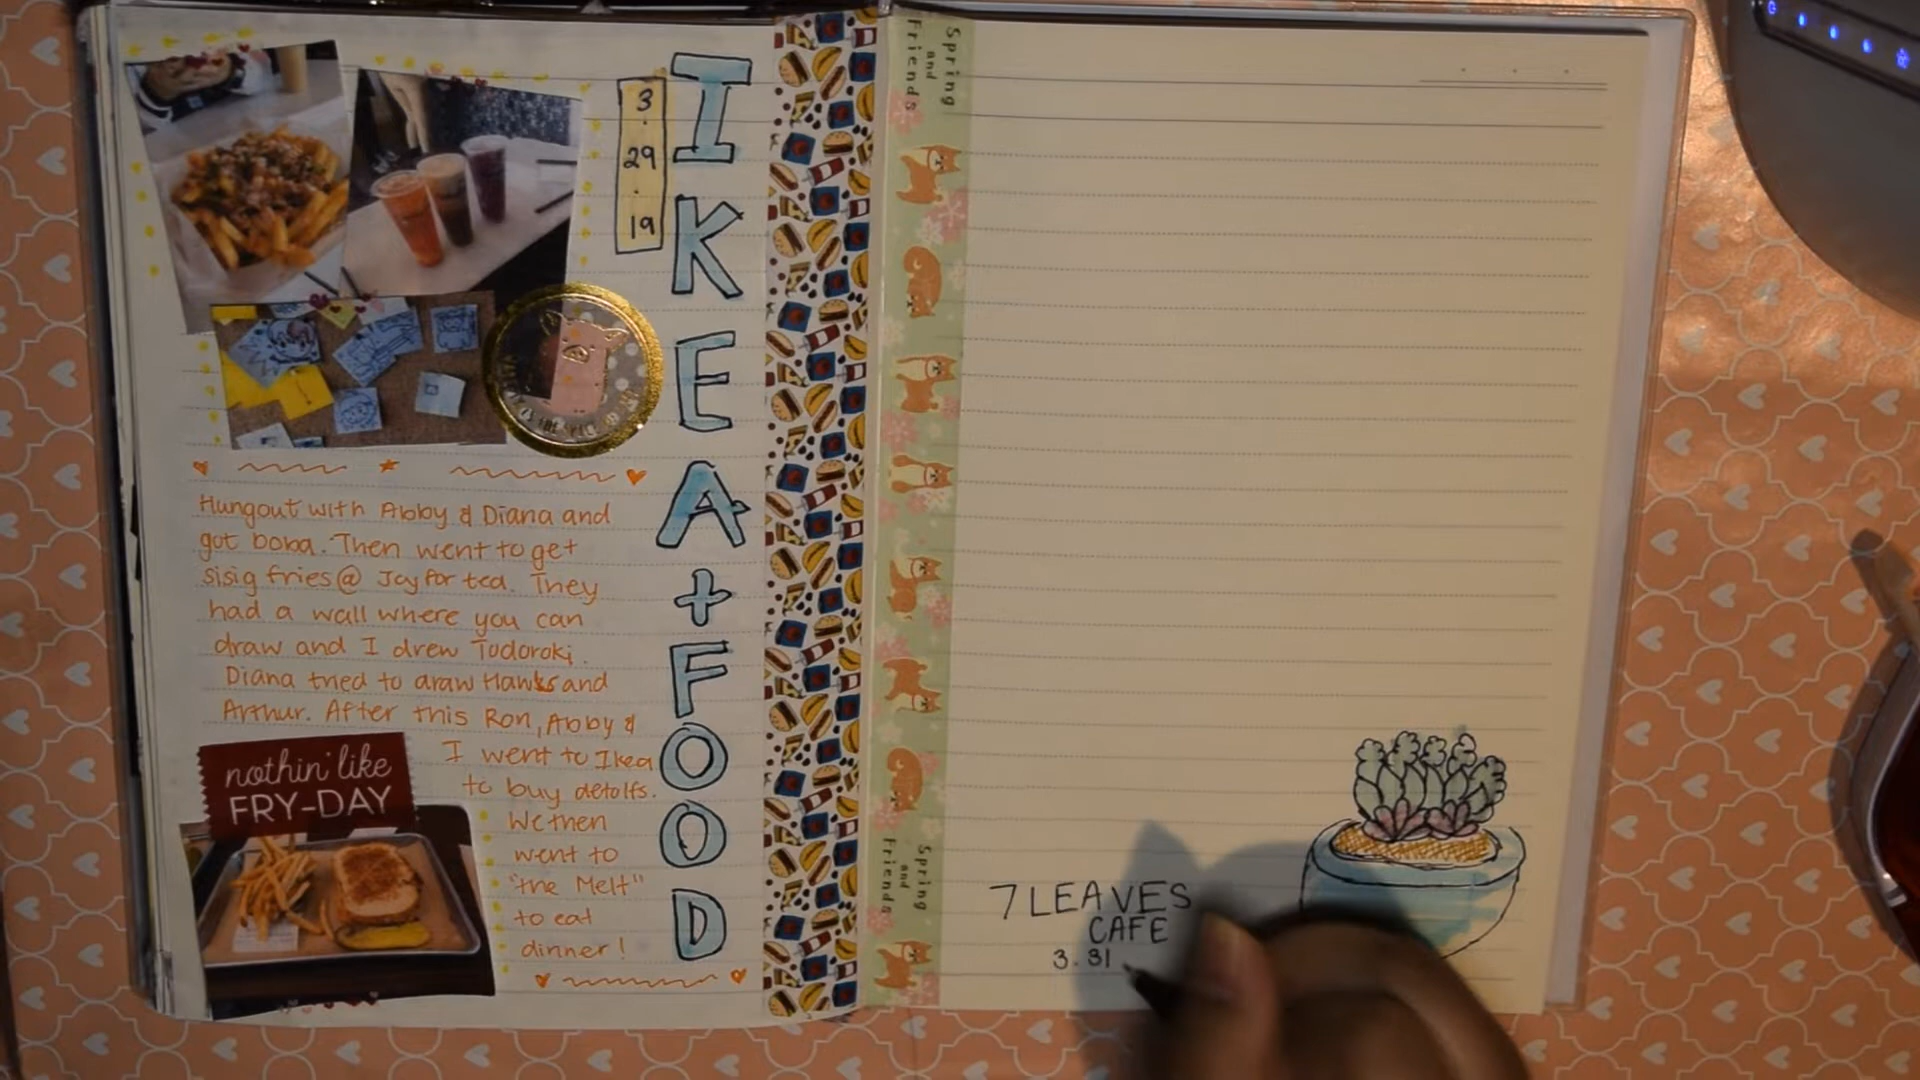 3.
29
.
19
IKEA + FOOD
Hungout with Abby & Diana and
got boba. Then went to get
sisig fries @ Joy for tea. They
had a wall where you can
draw and I drew Todoroki.
Diana tried to draw Hawks and
Arthur. After this Ron, Abby &
I went to Ikea
to buy detolfs.
We then
went to
"the Melt"
to eat
dinner!
nothin' like
FRY-DAY
Spring
and
Friends
Spring
and
Friends
7 LEAVES
CAFE
3.31